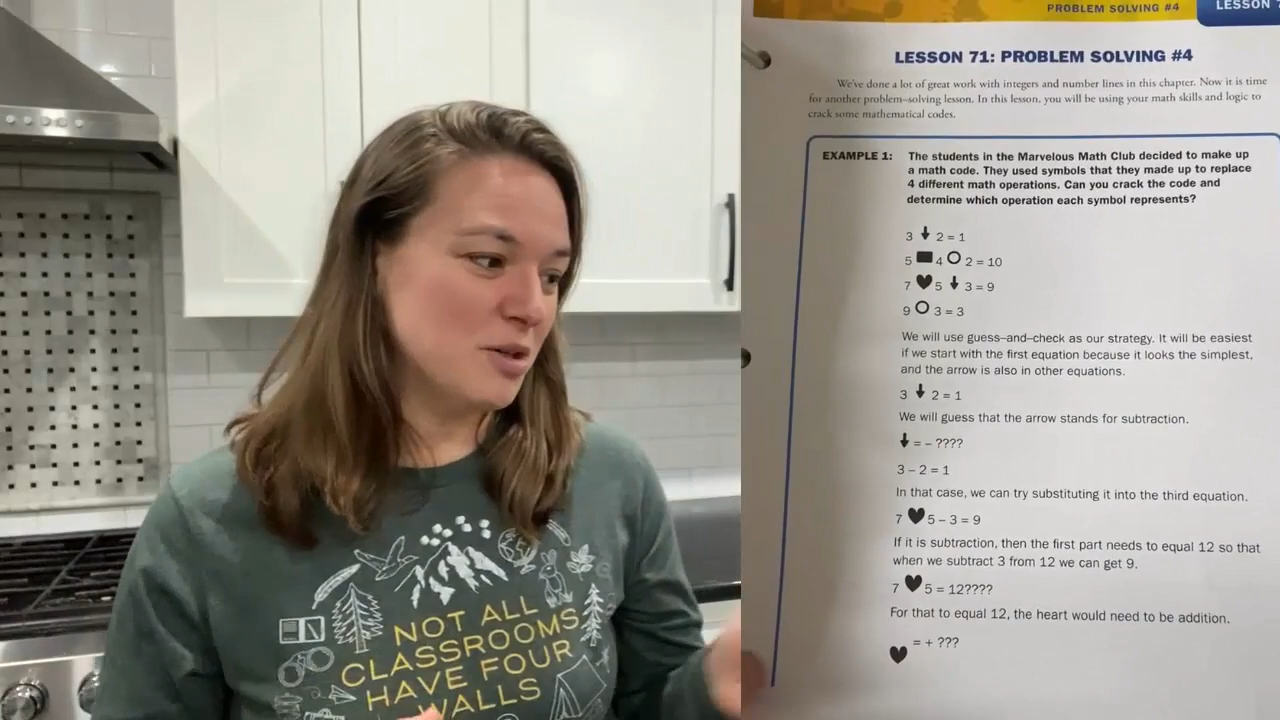 NOT ALL
CLASSROOMS
HAVE FOUR
WALLS
PROBLEM SOLVING #4
LESSON 7
LESSON 71: PROBLEM SOLVING #4
We've done a lot of great work with integers and number lines in this chapter. Now it is time
for another problem–solving lesson. In this lesson, you will be using your math skills and logic to
crack some mathematical codes.
EXAMPLE 1: The students in the Marvelous Math Club decided to make up
a math code. They used symbols that they made up to replace
4 different math operations. Can you crack the code and
determine which operation each symbol represents?
3 ⬇ 2 = 1
5 ■ 4 O 2 = 10
7 ♥ 5 ⬇ 3 = 9
9 O 3 = 3
We will use guess–and–check as our strategy. It will be easiest
if we start with the first equation because it looks the simplest,
and the arrow is also in other equations.
3 ⬇ 2 = 1
We will guess that the arrow stands for subtraction.
⬇ = – ????
3 – 2 = 1
In that case, we can try substituting it into the third equation.
7 ♥ 5 – 3 = 9
If it is subtraction, then the first part needs to equal 12 so that
when we subtract 3 from 12 we can get 9.
7 ♥ 5 = 12????
For that to equal 12, the heart would need to be addition.
♥ = + ???